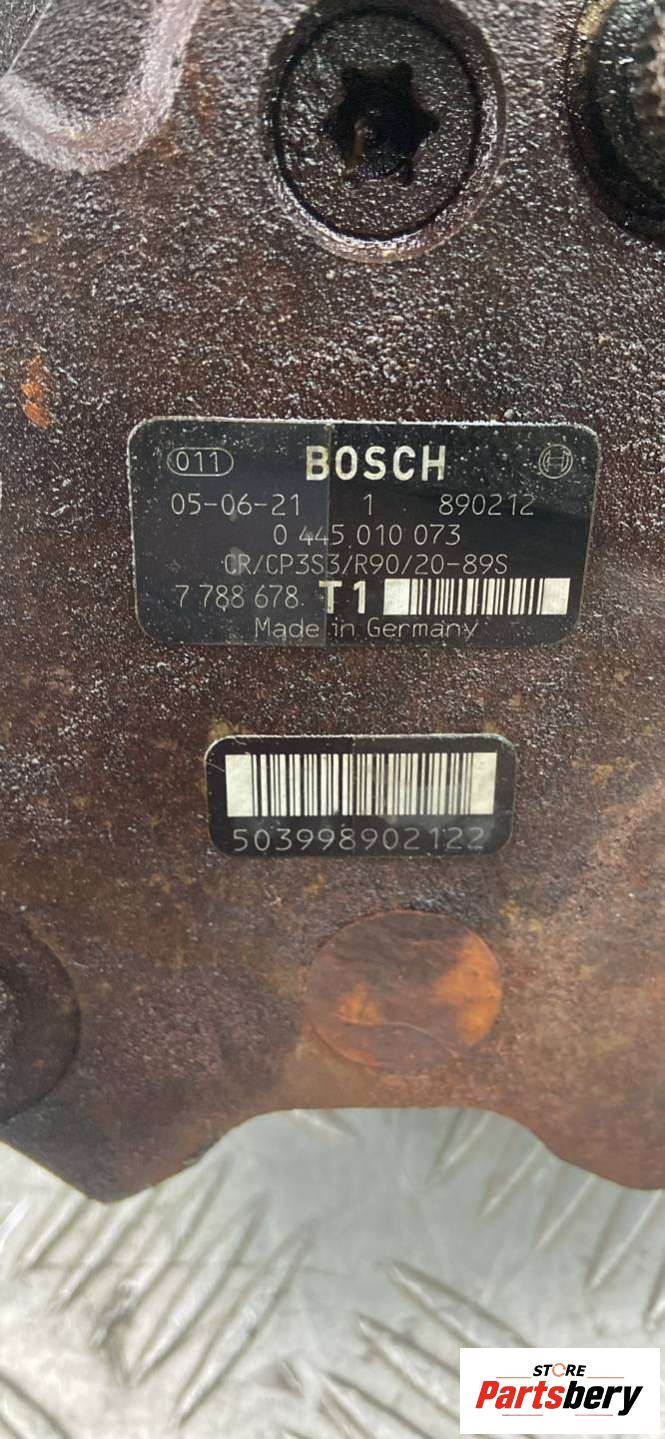 011 BOSCH
05-06-21 1 890212
0 445 010 073
CR/CP3S3/R90/20-89S
7 788 678 T1
Made in Germany
503998902122
STORE
Partsbery